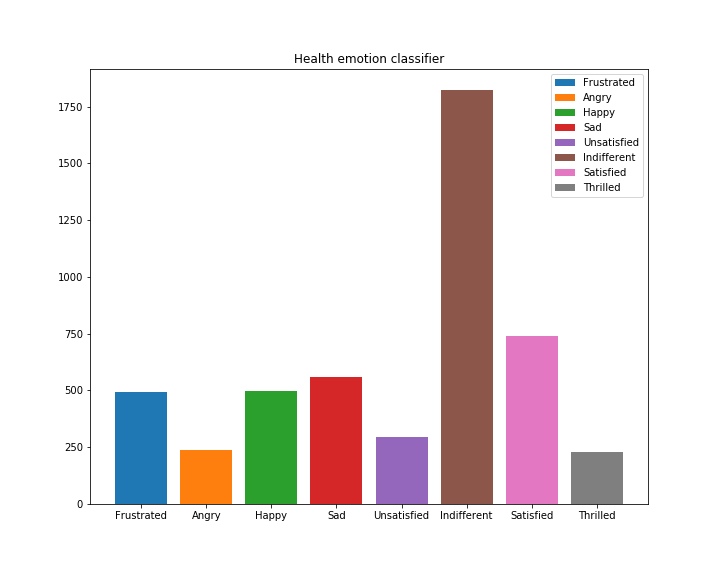 Health emotion classifier
1750
1500
1250
1000
750
500
250
0
Frustrated
Angry
Happy
Sad
Unsatisfied
Indifferent
Satisfied
Thrilled
Frustrated Angry Happy Sad Unsatisfied Indifferent Satisfied Thrilled